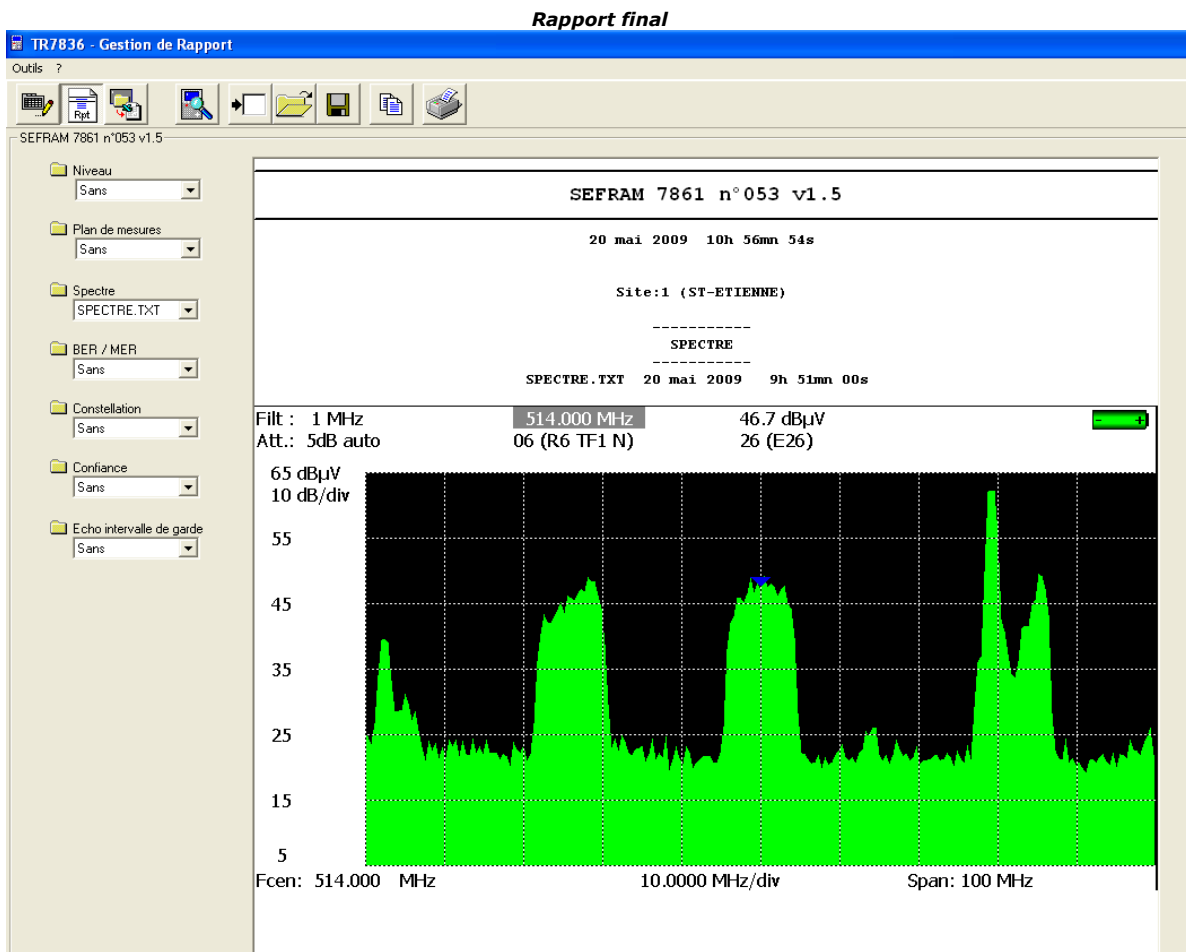 Rapport final
TR7836 - Gestion de Rapport
Outils ?
Rpt
SEFRAM 7861 n°053 v1.5
Niveau
Sans
Plan de mesures
Sans
Spectre
SPECTRE.TXT
BER / MER
Sans
Constellation
Sans
Confiance
Sans
Echo intervalle de garde
Sans
SEFRAM 7861 n°053 v1.5
20 mai 2009 10h 56mn 54s
Site:1 (ST-ETIENNE)
-----------
SPECTRE
-----------
SPECTRE.TXT 20 mai 2009 9h 51mn 00s
Filt : 1 MHz 514.000 MHz 46.7 dBµV - +
Att.: 5dB auto 06 (R6 TF1 N) 26 (E26)
65 dBµV
10 dB/div
55
45
35
25
15
5
Fcen: 514.000 MHz 10.0000 MHz/div Span: 100 MHz